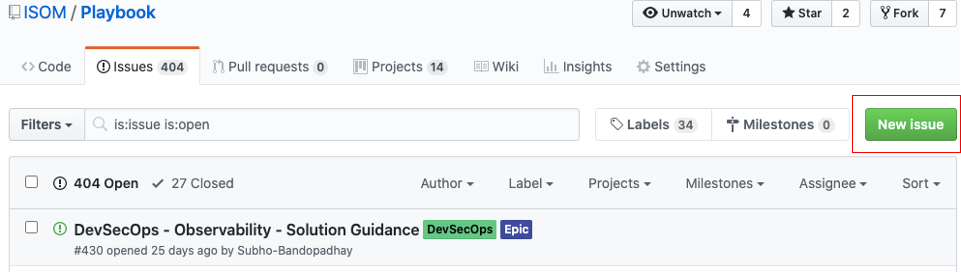 ISOM / Playbook
Unwatch 4 Star 2 Fork 7
Code Issues 404 Pull requests 0 Projects 14 Wiki Insights Settings
Filters is:issue is:open Labels 34 Milestones 0 New issue
404 Open 27 Closed Author Label Projects Milestones Assignee Sort
DevSecOps - Observability - Solution Guidance DevSecOps Epic
#430 opened 25 days ago by Subho-Bandopadhay